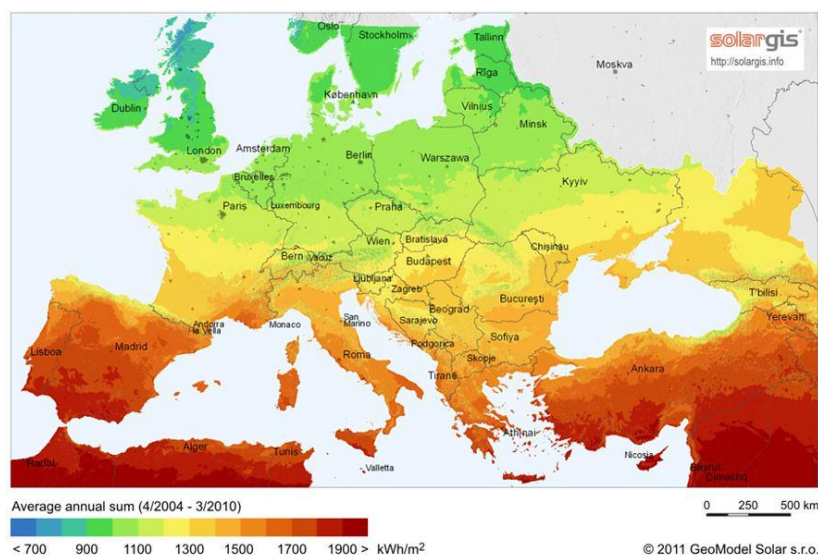 Oslo
Stockholm
Tallinn
solargis
http://solargis.info
Moskva
Rīga
København
Dublin
Vilnius
Minsk
London
Amsterdam
Berlin
Warszawa
Bruxelles
Kyyiv
Paris
Luxembourg
Praha
Wien
Bratislava
Chişinău
Bern
Vaduz
Budapest
Ljubljana
Zagreb
Beograd
Bucureşti
T'bilisi
Andorra
la Vella
Monaco
San
Marino
Sarajevo
Sofiya
Yerevan
Podgorica
Skopje
Lisboa
Madrid
Roma
Tiranë
Ankara
Athínai
Alger
Tunis
Nicosia
Rabat
Valletta
Bayrut
Dimashq
Average annual sum (4/2004 - 3/2010)
0 250 500 km
< 700 900 1100 1300 1500 1700 1900 > kWh/m²
© 2011 GeoModel Solar s.r.o.